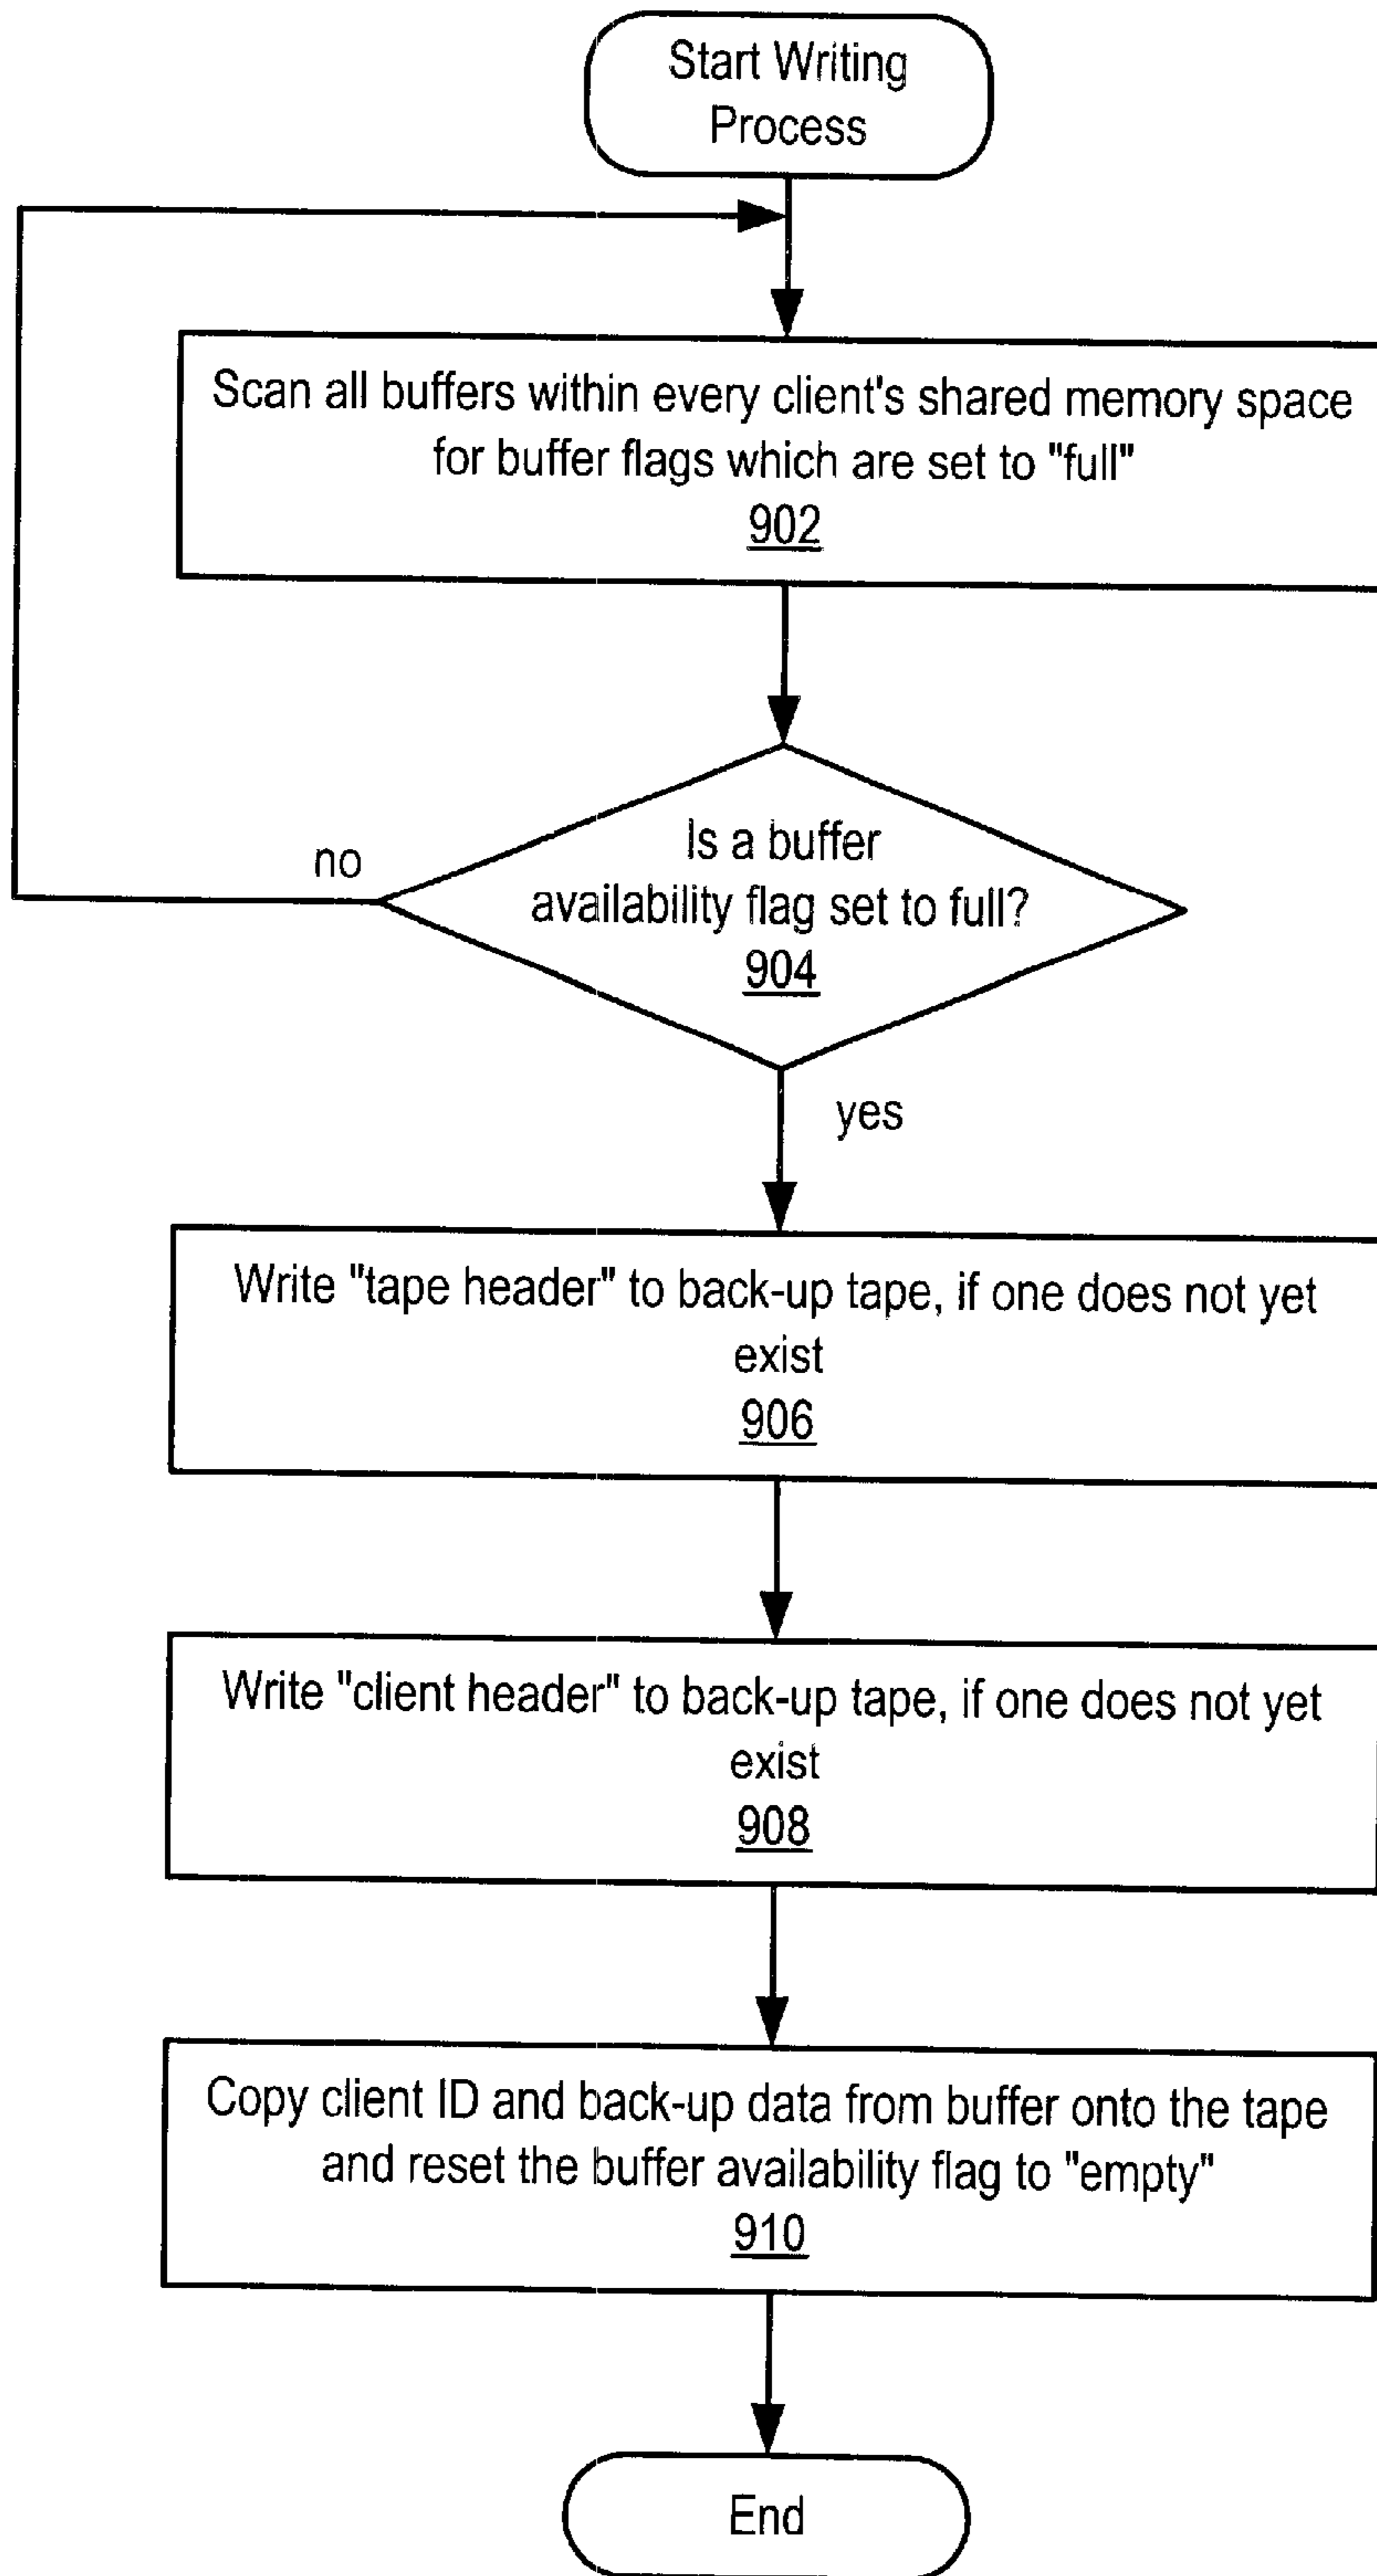 Start Writing
Process
Scan all buffers within every client's shared memory space
for buffer flags which are set to "full"
902
Is a buffer
availability flag set to full?
904
no
yes
Write "tape header" to back-up tape, if one does not yet
exist
906
Write "client header" to back-up tape, if one does not yet
exist
908
Copy client ID and back-up data from buffer onto the tape
and reset the buffer availability flag to "empty"
910
End